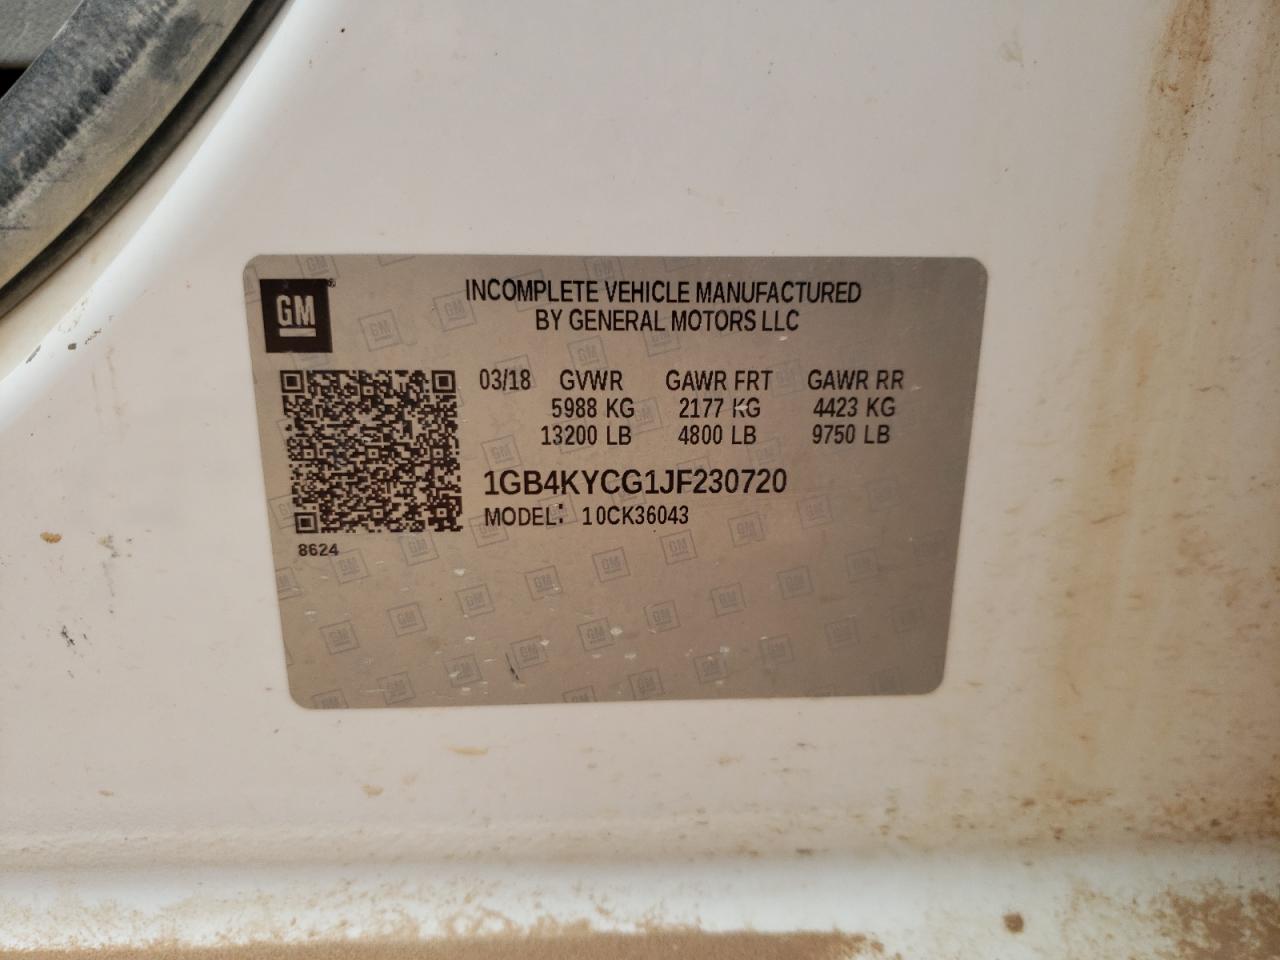 GM
INCOMPLETE VEHICLE MANUFACTURED
BY GENERAL MOTORS LLC
03/18 GVWR GAWR FRT GAWR RR
5988 KG 2177 KG 4423 KG
13200 LB 4800 LB 9750 LB
1GB4KYCG1JF230720
MODEL: 10CK36043
8624